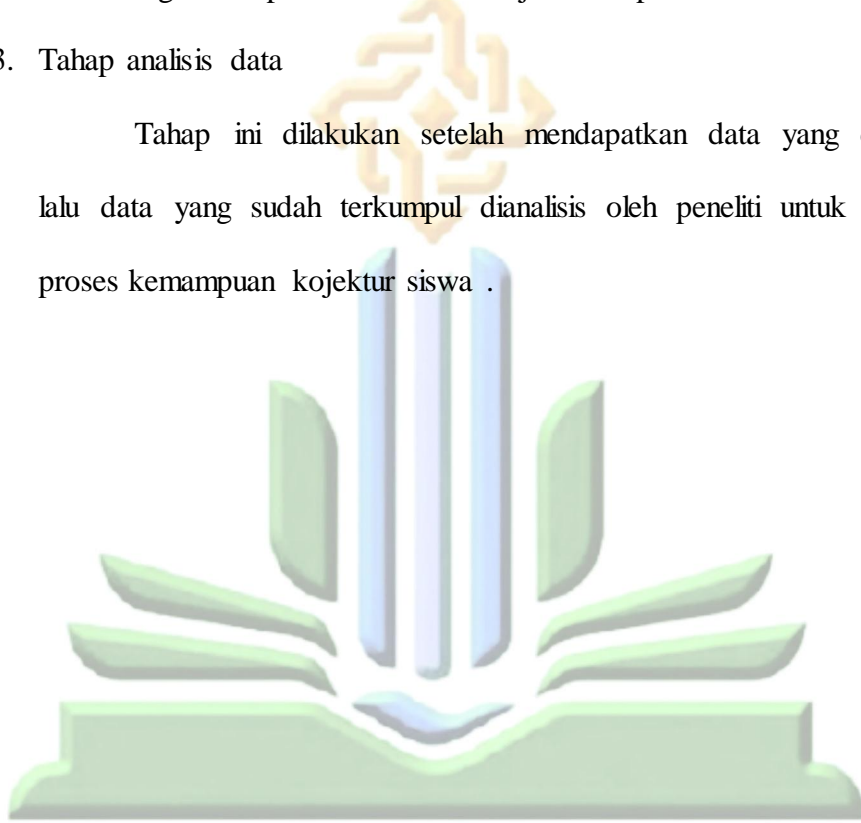 3. Tahap analisis data
Tahap ini dilakukan setelah mendapatkan data yang
lalu data yang sudah terkumpul dianalisis oleh peneliti untuk
proses kemampuan kojektur siswa .